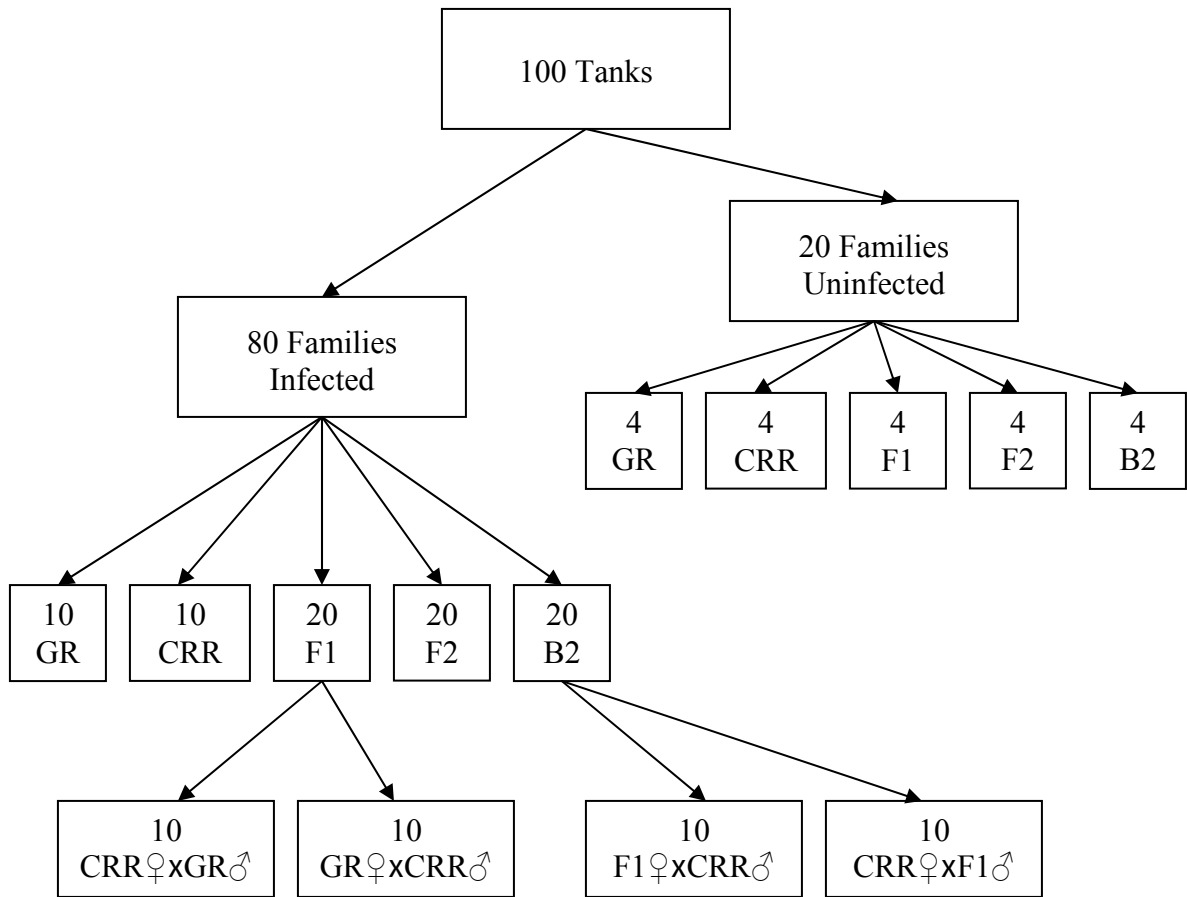 100 Tanks
20 Families
Uninfected
80 Families
Infected
4
GR
4
CRR
4
F1
4
F2
4
B2
10
GR
10
CRR
20
F1
20
F2
20
B2
10
CRR♀xGR♂
10
GR♀xCRR♂
10
F1♀xCRR♂
10
CRR♀xF1♂